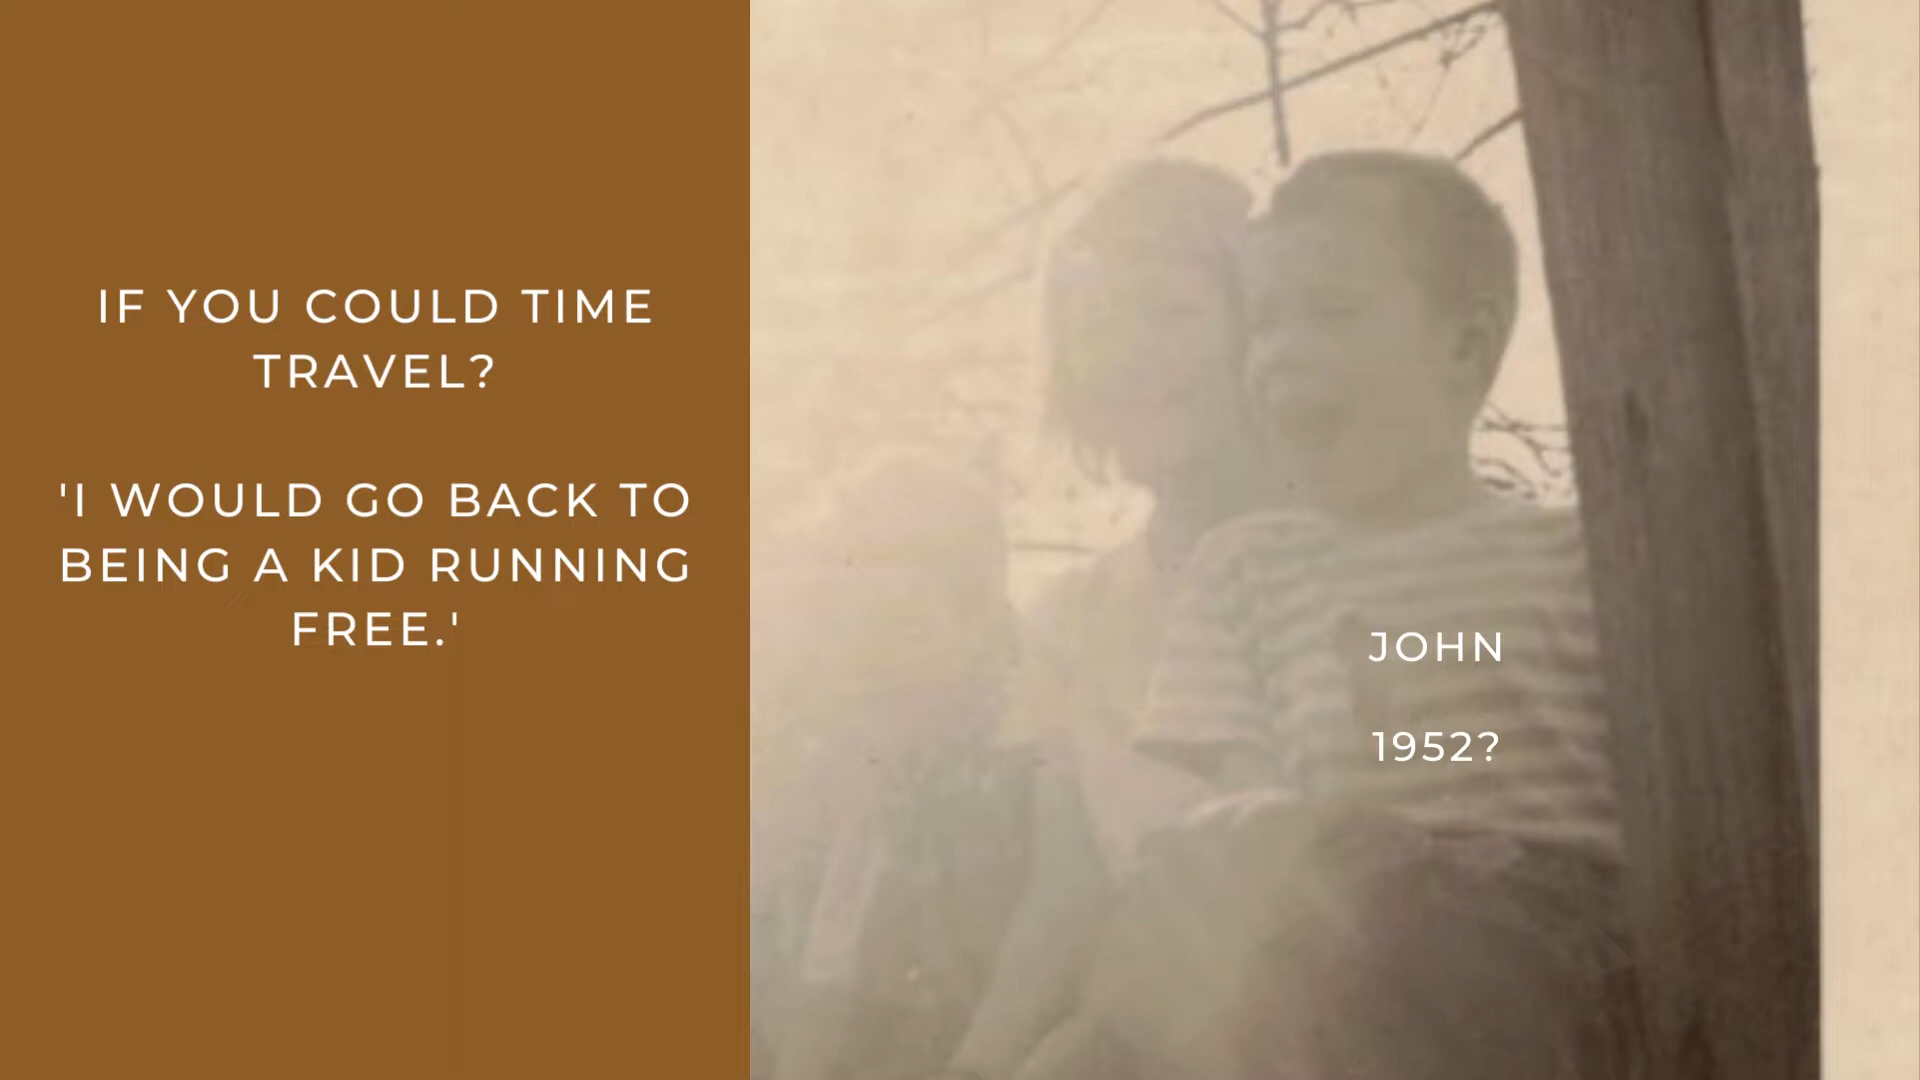 IF YOU COULD TIME
TRAVEL?
'I WOULD GO BACK TO
BEING A KID RUNNING
FREE.'
JOHN
1952?